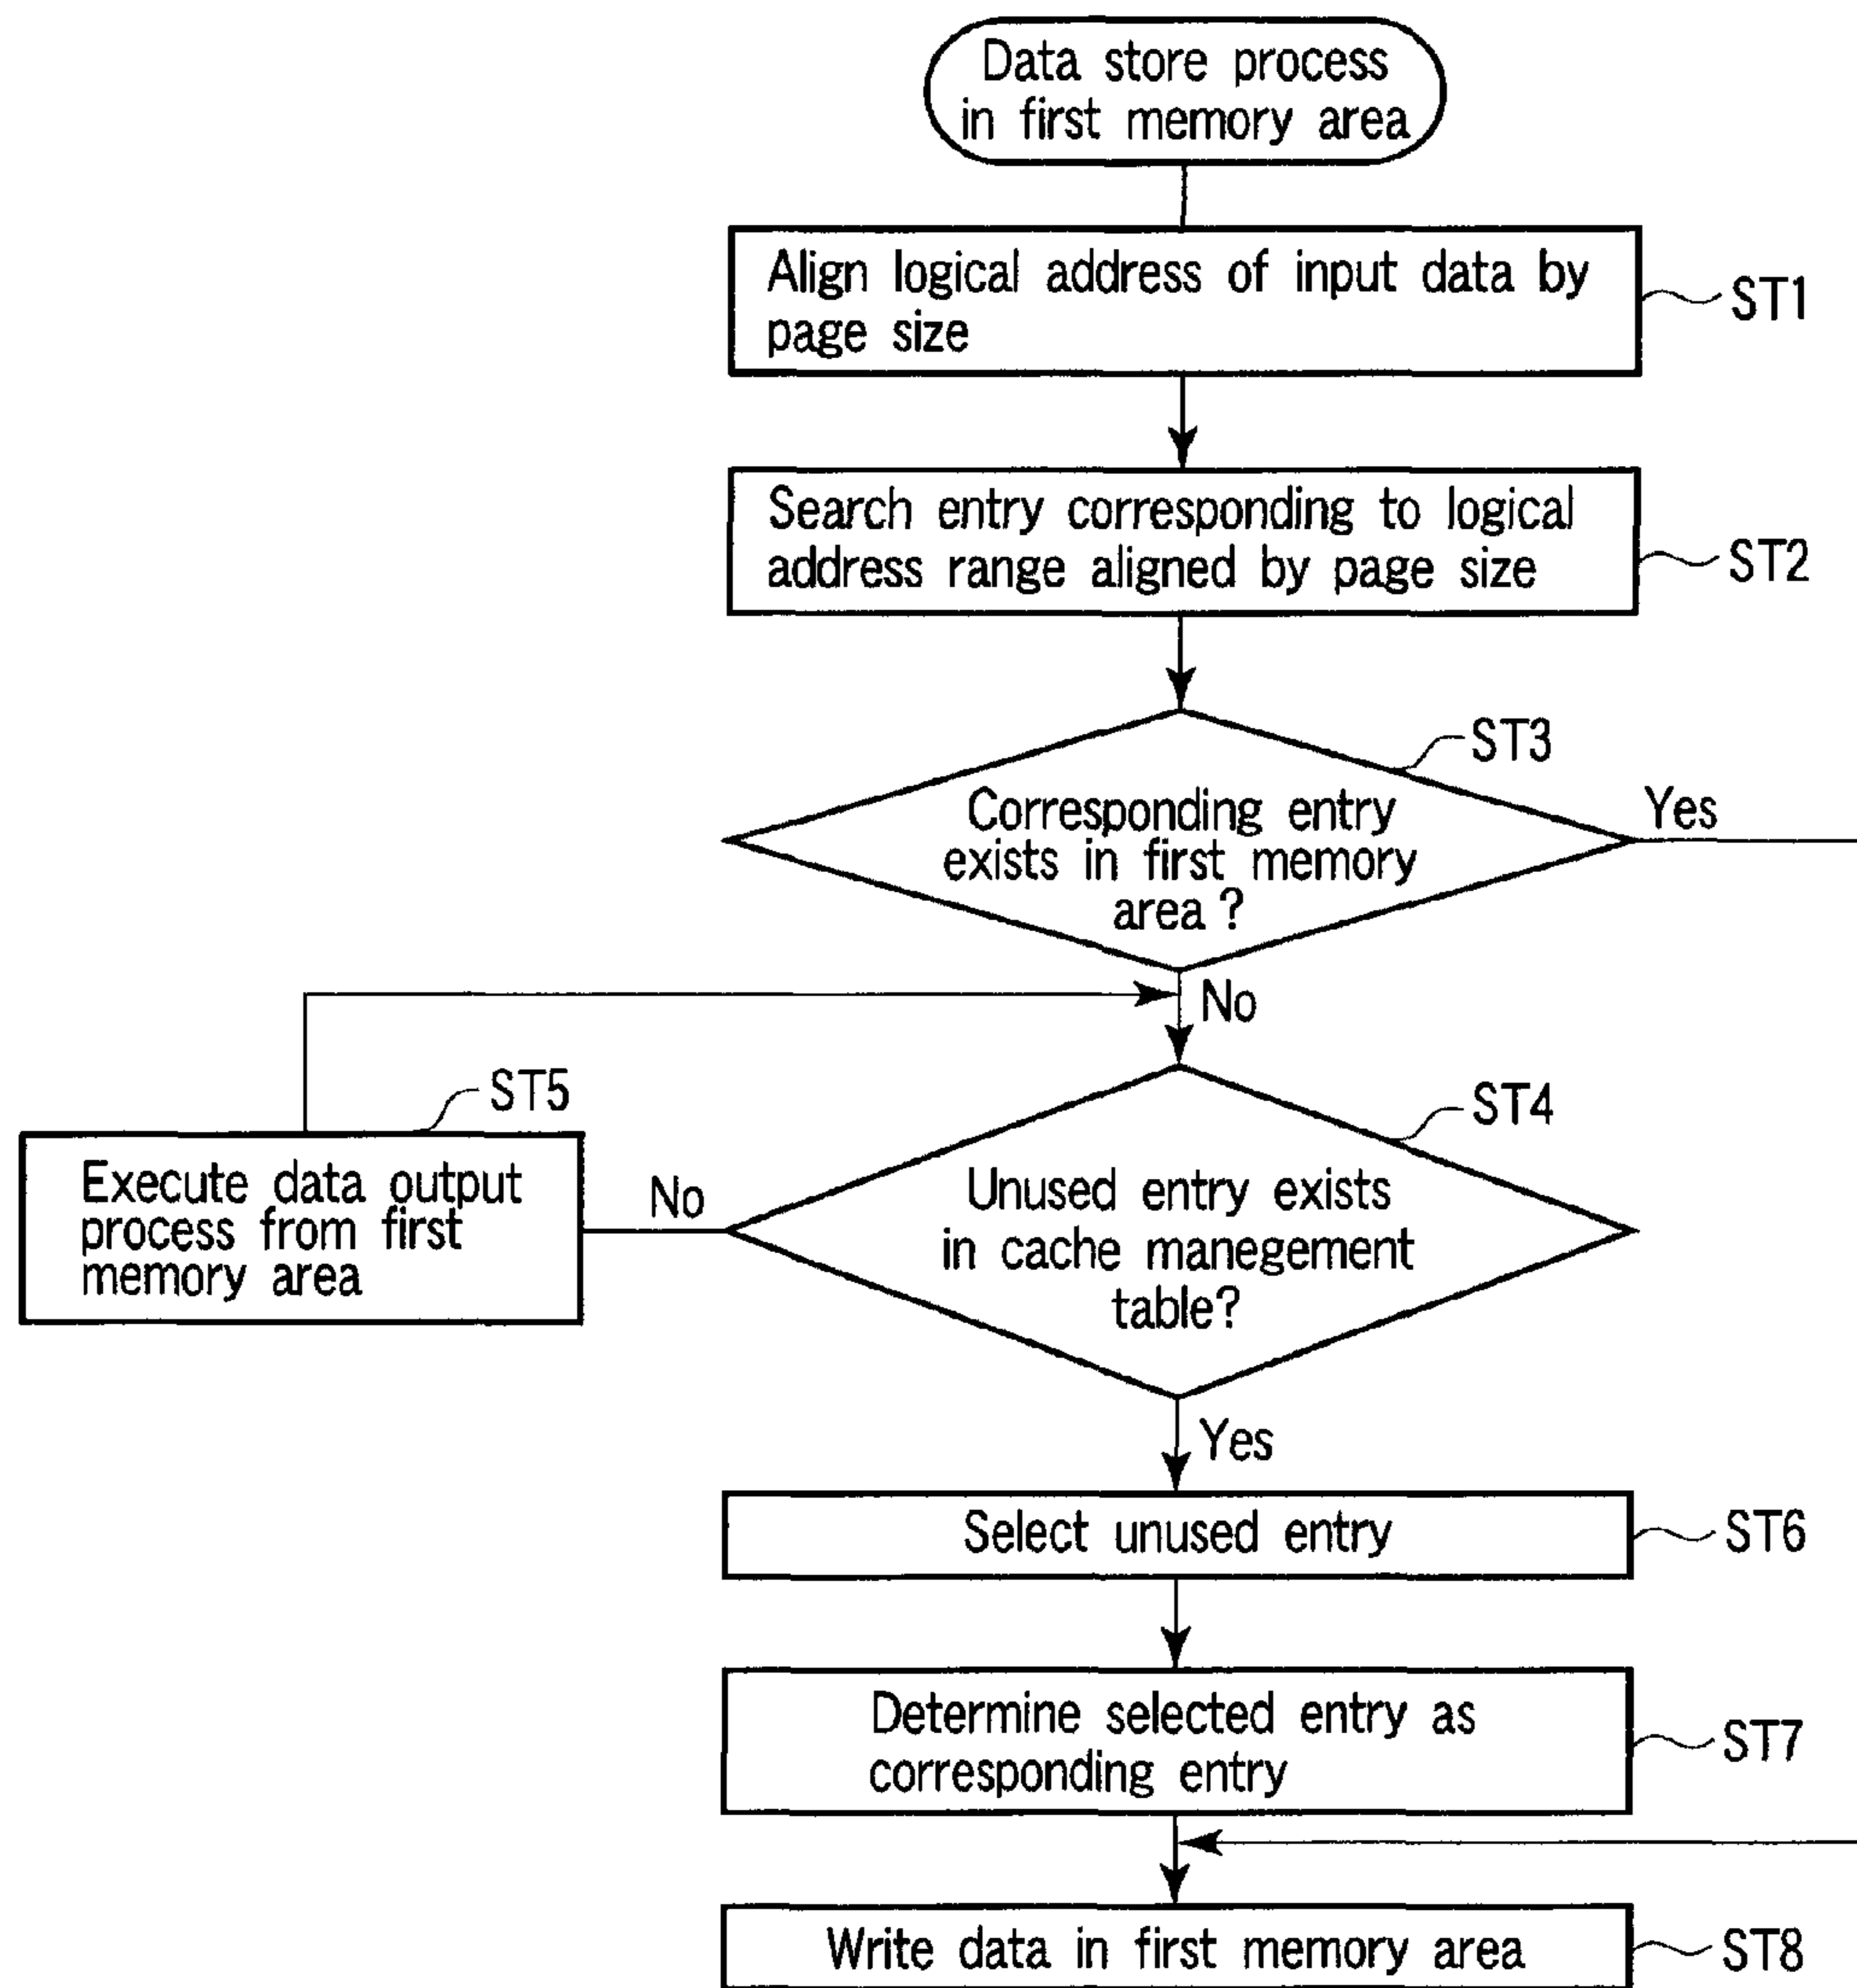 Data store process
in first memory area
Align logical address of input data by
page size
ST1
Search entry corresponding to logical
address range aligned by page size
ST2
ST3
Corresponding entry
exists in first memory
area ?
Yes
No
ST5
Execute data output
process from first
memory area
No
ST4
Unused entry exists
in cache manegement
table?
Yes
Select unused entry
ST6
Determine selected entry as
corresponding entry
ST7
Write data in first memory area
ST8